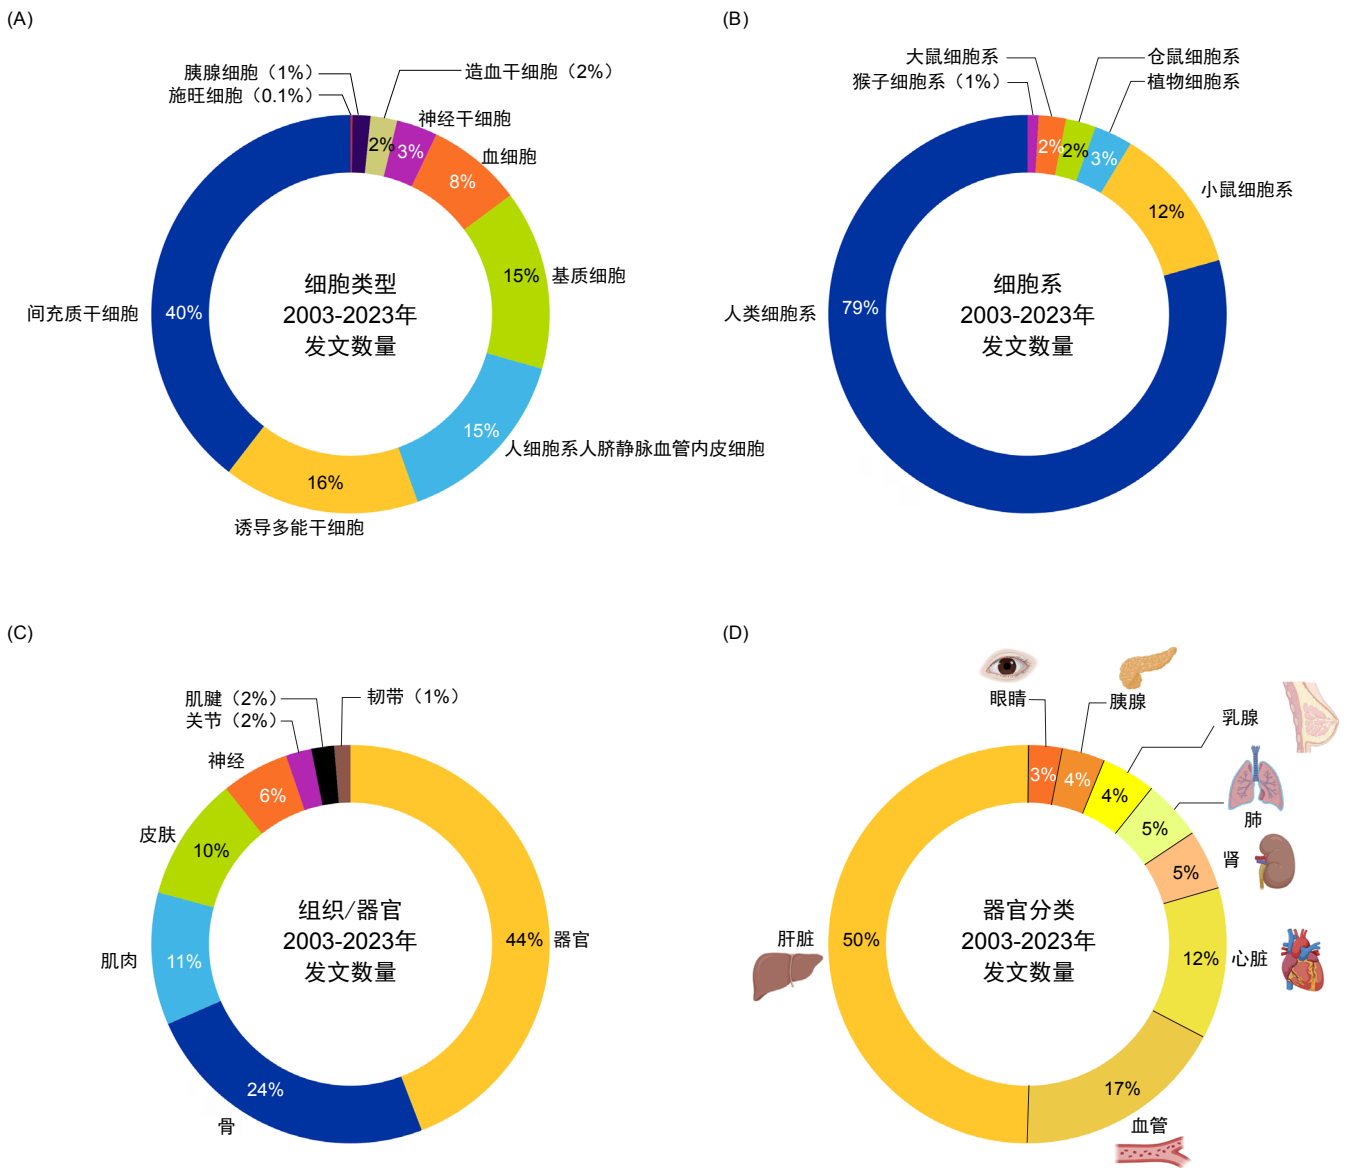 (A)
胰腺细胞（1%）
施旺细胞（0.1%）
造血干细胞（2%）
神经干细胞
血细胞
2%
3%
8%
15%
基质细胞
间充质干细胞
40%
细胞类型
2003-2023年
发文数量
15%
人细胞系人脐静脉血管内皮细胞
16%
诱导多能干细胞
(B)
大鼠细胞系
猴子细胞系（1%）
仓鼠细胞系
植物细胞系
2%
2%
3%
12%
小鼠细胞系
人类细胞系
79%
细胞系
2003-2023年
发文数量
(C)
肌腱（2%）
关节（2%）
韧带（1%）
神经
6%
皮肤
10%
肌肉
11%
组织/器官
2003-2023年
发文数量
44%
器官
24%
骨
(D)
眼睛
胰腺
乳腺
3%
4%
4%
5%
肺
5%
肾
肝脏
50%
器官分类
2003-2023年
发文数量
12%
心脏
17%
血管